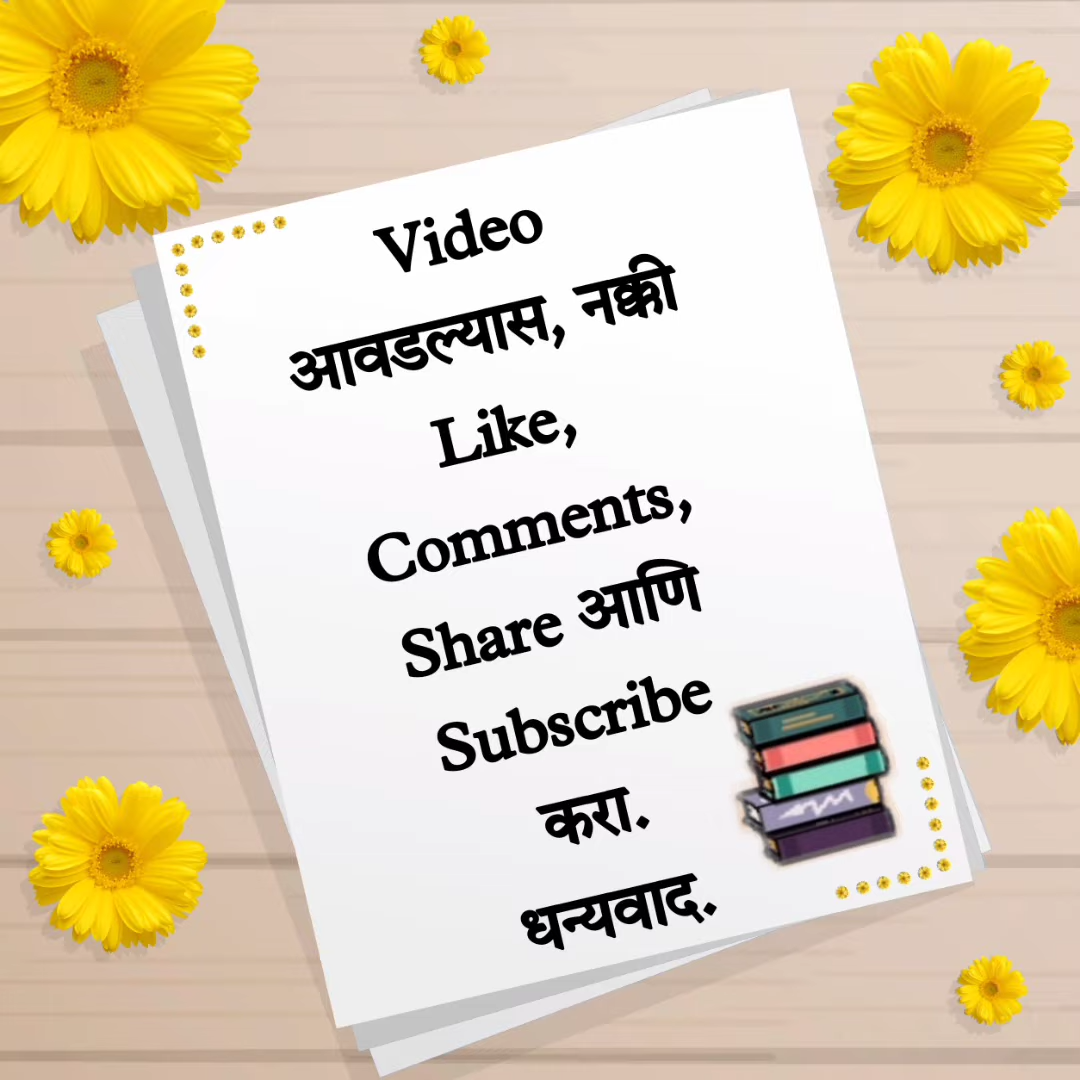 Video
आवडल्यास, नक्की
Like,
Comments,
Share आणि
Subscribe
करा.
धन्यवाद.